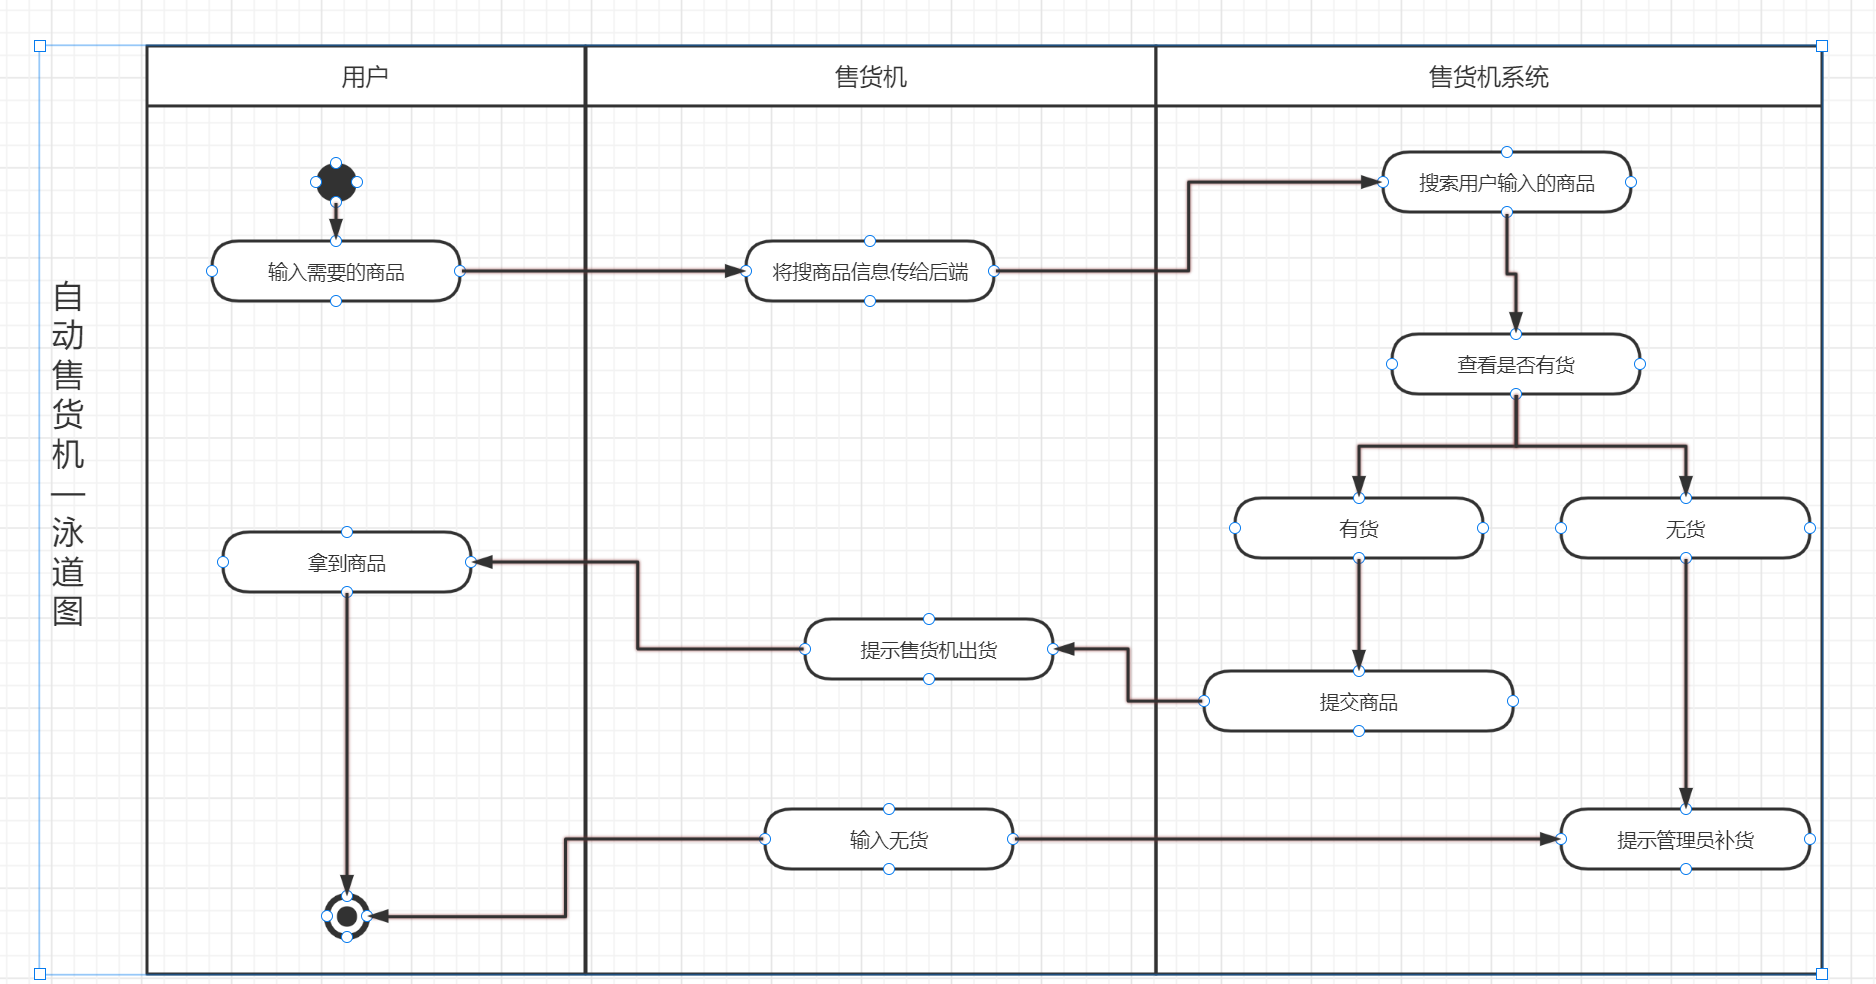 用户
售货机
售货机系统
自动售货机—泳道图
搜索用户输入的商品
输入需要的商品
将搜商品信息传给后端
查看是否有货
有货
无货
拿到商品
提示售货机出货
提交商品
输入无货
提示管理员补货